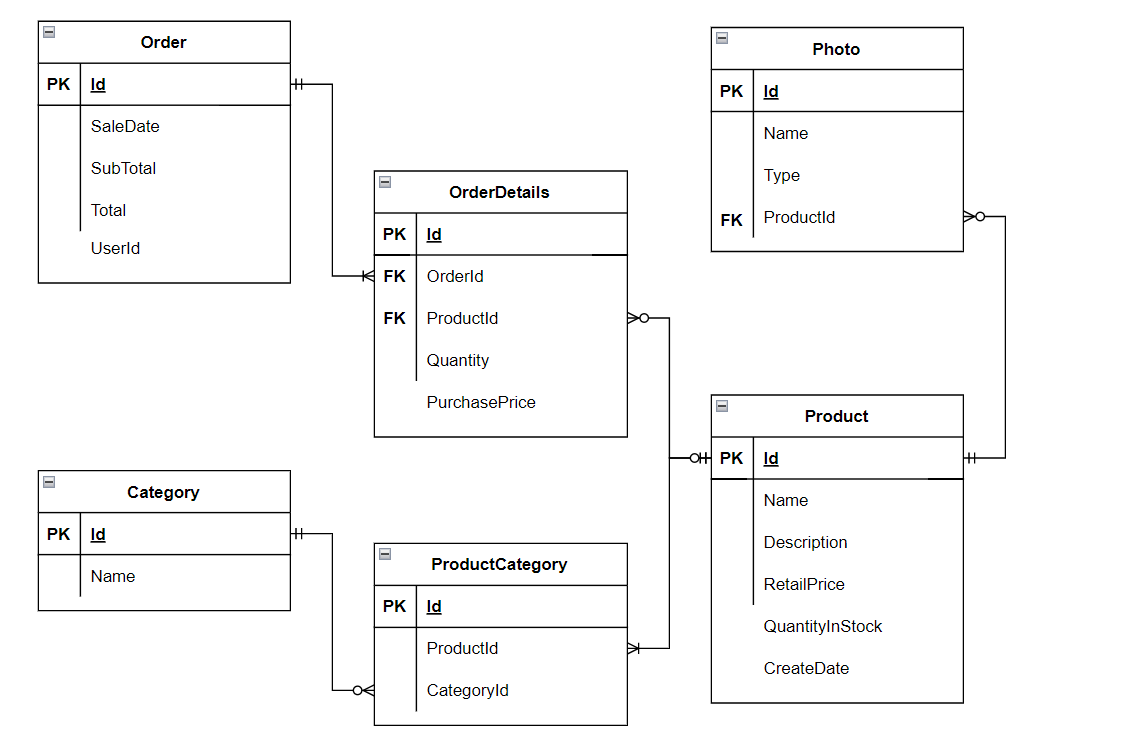 Order
PK Id
SaleDate
SubTotal
Total
UserId
Photo
PK Id
Name
Type
FK ProductId
OrderDetails
PK Id
FK OrderId
FK ProductId
Quantity
PurchasePrice
Product
PK Id
Name
Description
RetailPrice
QuantityInStock
CreateDate
Category
PK Id
Name
ProductCategory
PK Id
ProductId
CategoryId